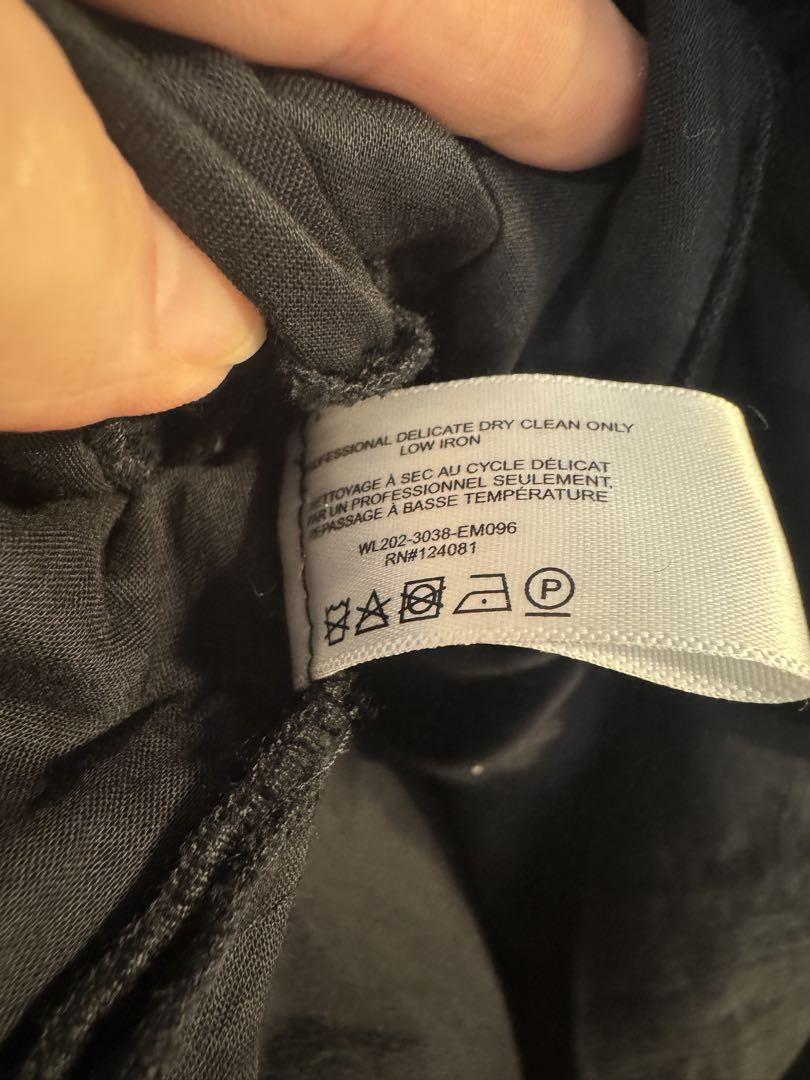 PROFESSIONAL DELICATE DRY CLEAN ONLY
LOW IRON
NETTOYAGE À SEC AU CYCLE DÉLICAT
PAR UN PROFESSIONNEL SEULEMENT,
REPASSAGE À BASSE TEMPÉRATURE
WL202-3038-EM096
RN#124081
P